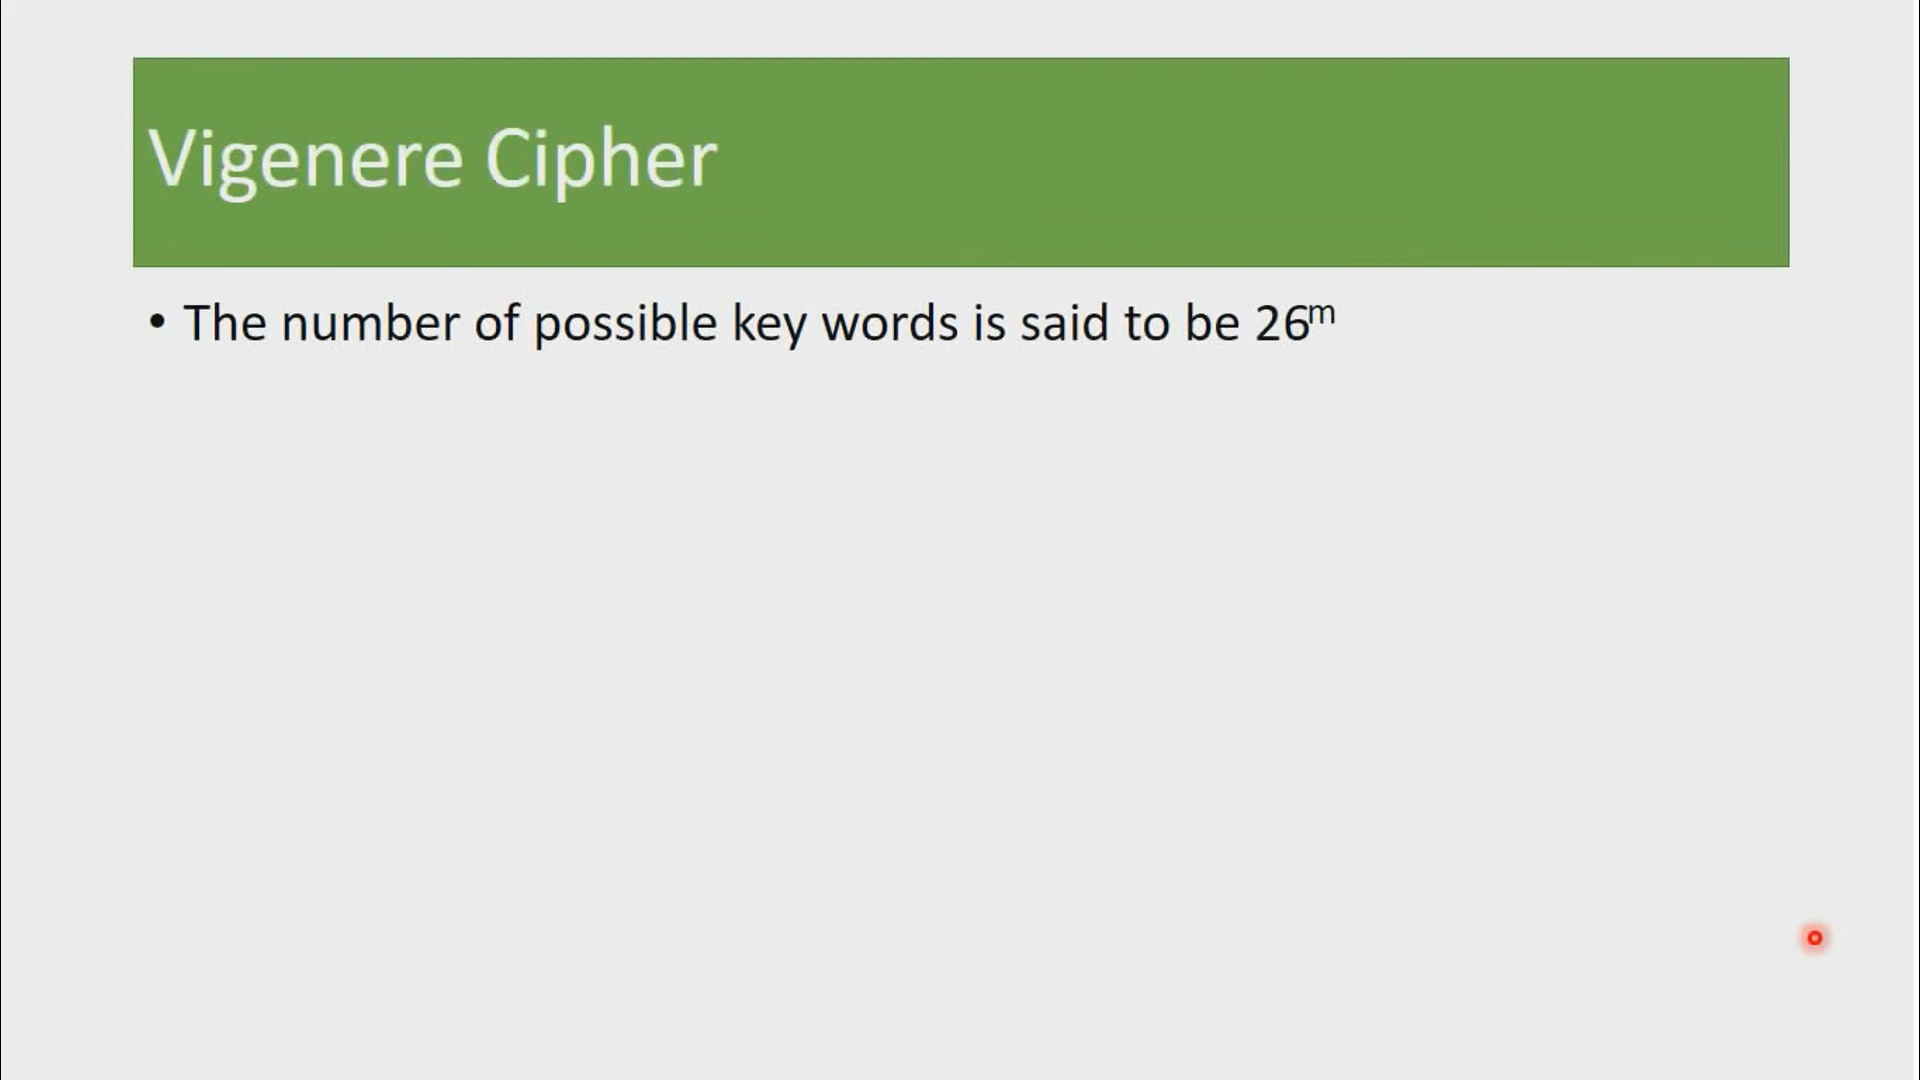 Vigenere Cipher
• The number of possible key words is said to be 26ᵐ